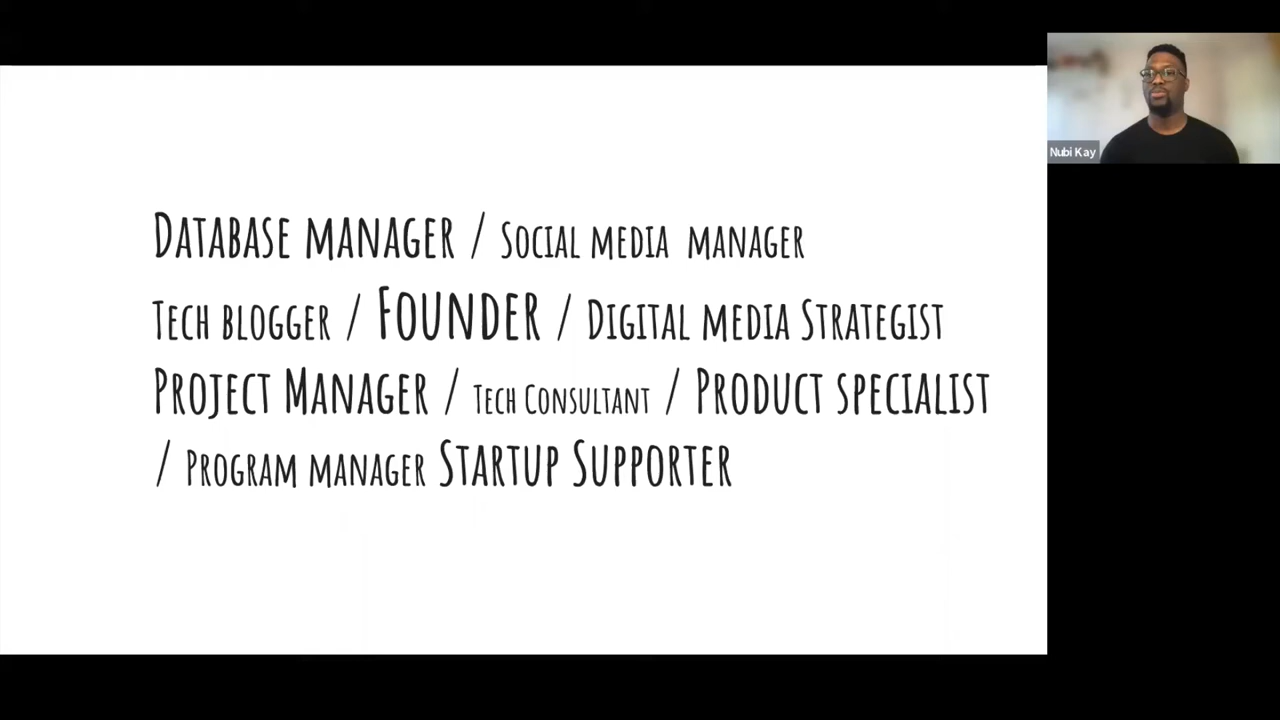 Database manager / Social media manager
Tech blogger / Founder / Digital media Strategist
Project Manager / Tech Consultant / Product specialist
/ Program manager Startup Supporter
Nubi Kay